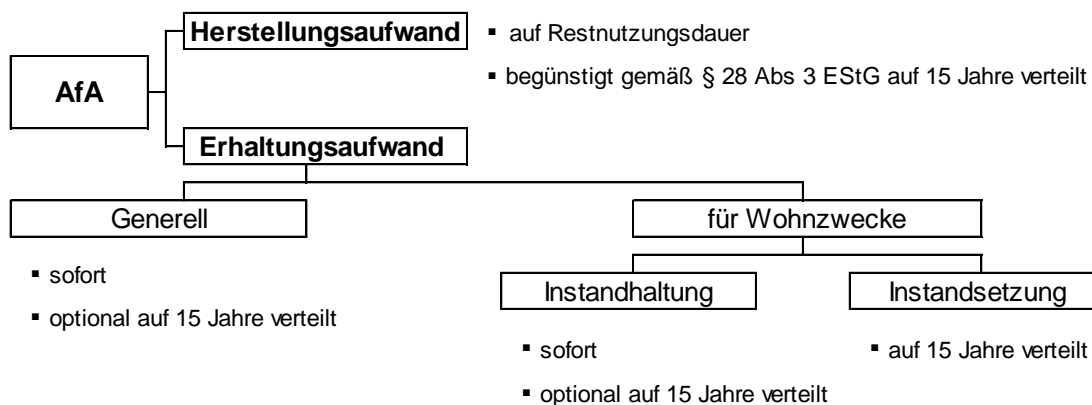 Herstellungsaufwand
▪ auf Restnutzungsdauer
▪ begünstigt gemäß § 28 Abs 3 EStG auf 15 Jahre verteilt
AfA
Erhaltungsaufwand
Generell
▪ sofort
▪ optional auf 15 Jahre verteilt
für Wohnzwecke
Instandhaltung
▪ sofort
▪ optional auf 15 Jahre verteilt
Instandsetzung
▪ auf 15 Jahre verteilt